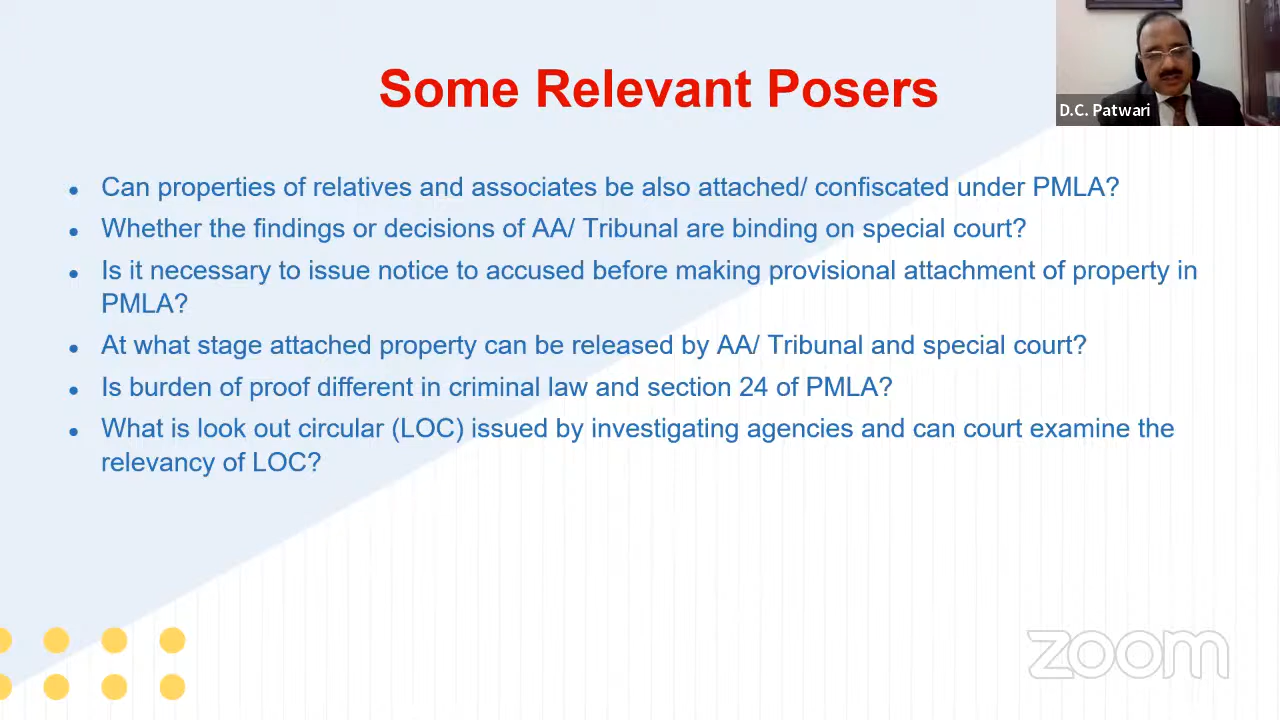 Some Relevant Posers
D.C. Patwari
• Can properties of relatives and associates be also attached/ confiscated under PMLA?
• Whether the findings or decisions of AA/ Tribunal are binding on special court?
• Is it necessary to issue notice to accused before making provisional attachment of property in
PMLA?
• At what stage attached property can be released by AA/ Tribunal and special court?
• Is burden of proof different in criminal law and section 24 of PMLA?
• What is look out circular (LOC) issued by investigating agencies and can court examine the
relevancy of LOC?
zoom